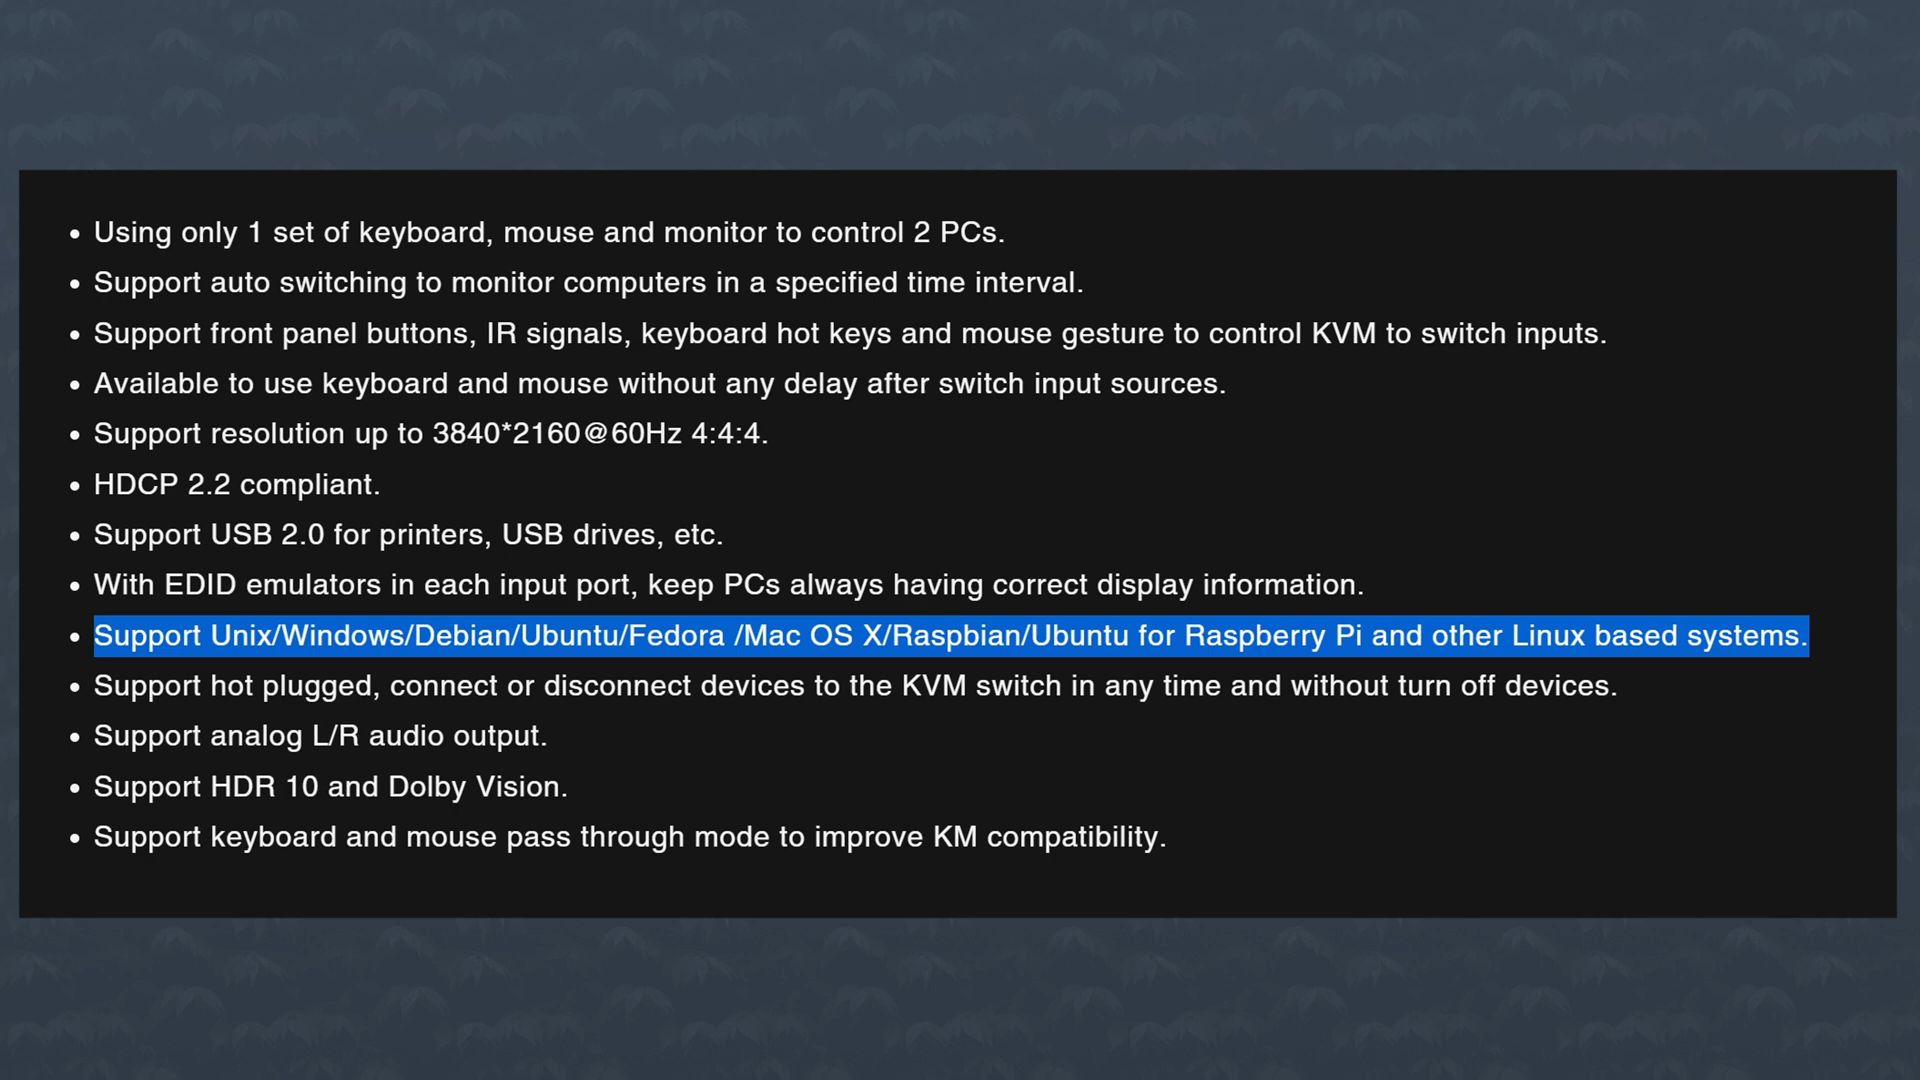 • Using only 1 set of keyboard, mouse and monitor to control 2 PCs.
• Support auto switching to monitor computers in a specified time interval.
• Support front panel buttons, IR signals, keyboard hot keys and mouse gesture to control KVM to switch inputs.
• Available to use keyboard and mouse without any delay after switch input sources.
• Support resolution up to 3840*2160@60Hz 4:4:4.
• HDCP 2.2 compliant.
• Support USB 2.0 for printers, USB drives, etc.
• With EDID emulators in each input port, keep PCs always having correct display information.
• Support Unix/Windows/Debian/Ubuntu/Fedora /Mac OS X/Raspbian/Ubuntu for Raspberry Pi and other Linux based systems.
• Support hot plugged, connect or disconnect devices to the KVM switch in any time and without turn off devices.
• Support analog L/R audio output.
• Support HDR 10 and Dolby Vision.
• Support keyboard and mouse pass through mode to improve KM compatibility.